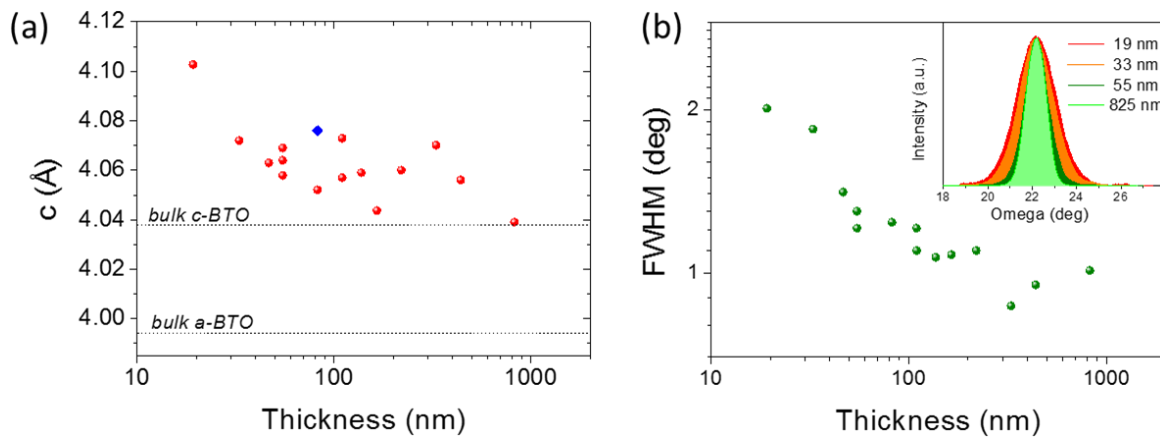 (a)
4.12
4.10
4.08
4.06
4.04
4.02
4.00
c (Å)
bulk c-BTO
bulk a-BTO
10
100
1000
Thickness (nm)
(b)
2
1
FWHM (deg)
10
100
1000
Thickness (nm)
Intensity (a.u.)
19 nm
33 nm
55 nm
825 nm
18
20
22
24
26
Omega (deg)